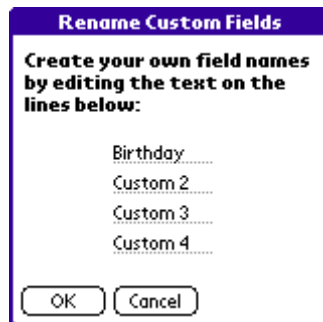 Rename Custom Fields
Create your own field names
by editing the text on the
lines below:
Birthday
Custom 2
Custom 3
Custom 4
OK Cancel